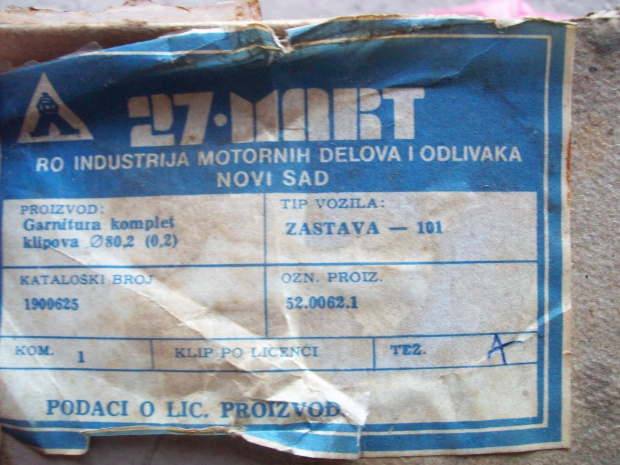 27·MART
RO INDUSTRIJA MOTORNIH DELOVA I ODLIVAKA
NOVI SAD
PROIZVOD:
Garnitura komplet
klipova Ø80,2 (0,2)
TIP VOZILA:
ZASTAVA — 101
KATALOŠKI BROJ
1900625
OZN. PROIZ.
52.0062.1
KOM. 1
KLIP PO LICENCI
TEŽ. A
PODACI O LIC. PROIZVOD